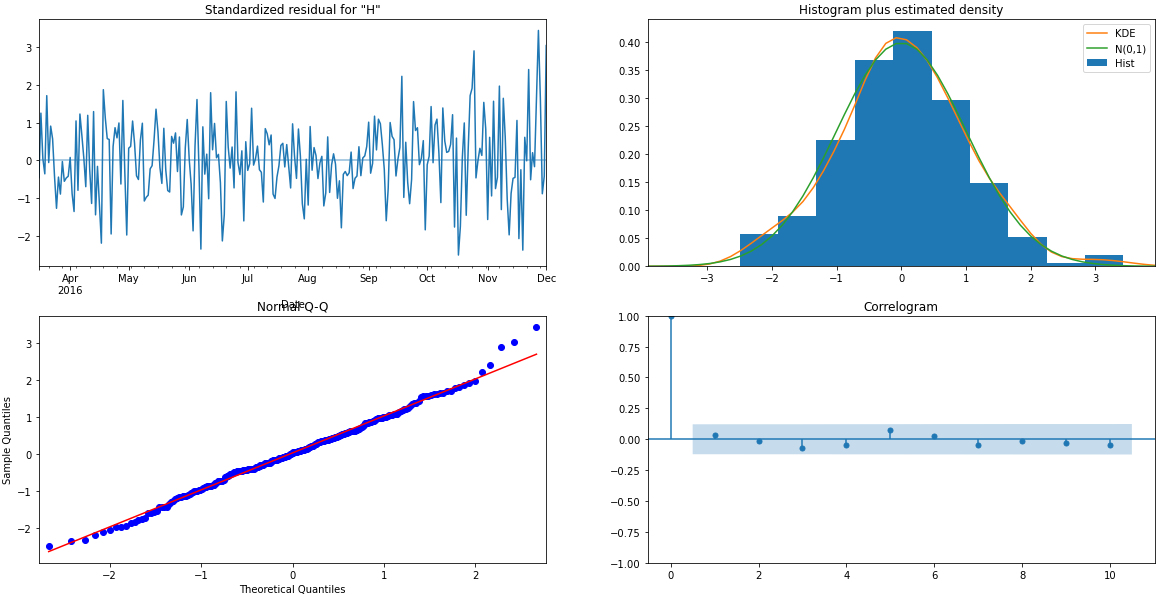 Standardized residual for "H"
3
2
1
0
−1
−2
Apr
2016
May
Jun
Jul
Aug
Sep
Oct
Nov
Dec
Date
Histogram plus estimated density
KDE
N(0,1)
Hist
0.40
0.35
0.30
0.25
0.20
0.15
0.10
0.05
0.00
−3
−2
−1
0
1
2
3
Normal Q-Q
Sample Quantiles
3
2
1
0
−1
−2
−2
−1
0
1
2
Theoretical Quantiles
Correlogram
1.00
0.75
0.50
0.25
0.00
−0.25
−0.50
−0.75
−1.00
0
2
4
6
8
10